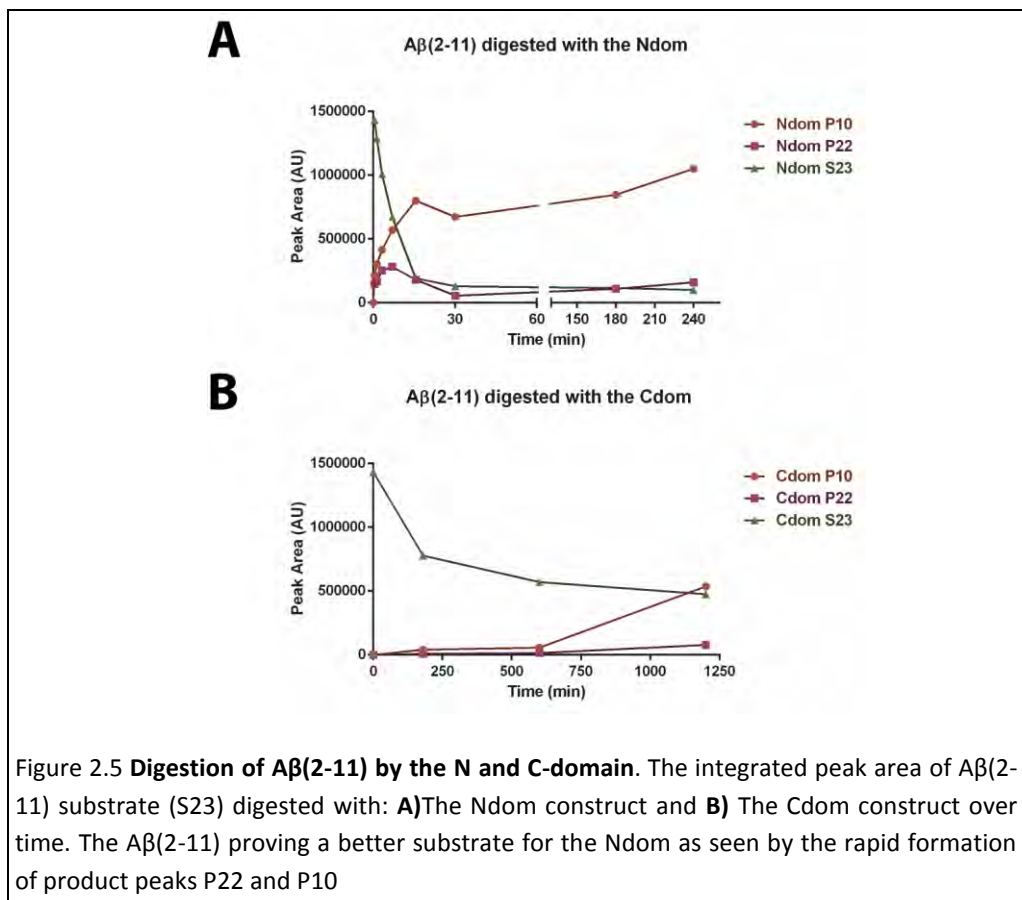 A
Aβ(2-11) digested with the Ndom
1500000
1000000
500000
0
Peak Area (AU)
0 30 60 150 180 210 240
Time (min)
Ndom P10
Ndom P22
Ndom S23
B
Aβ(2-11) digested with the Cdom
1500000
1000000
500000
0
Peak Area (AU)
0 250 500 750 1000 1250
Time (min)
Cdom P10
Cdom P22
Cdom S23
Figure 2.5 Digestion of Aβ(2-11) by the N and C-domain. The integrated peak area of Aβ(2-
11) substrate (S23) digested with: A)The Ndom construct and B) The Cdom construct over
time. The Aβ(2-11) proving a better substrate for the Ndom as seen by the rapid formation
of product peaks P22 and P10